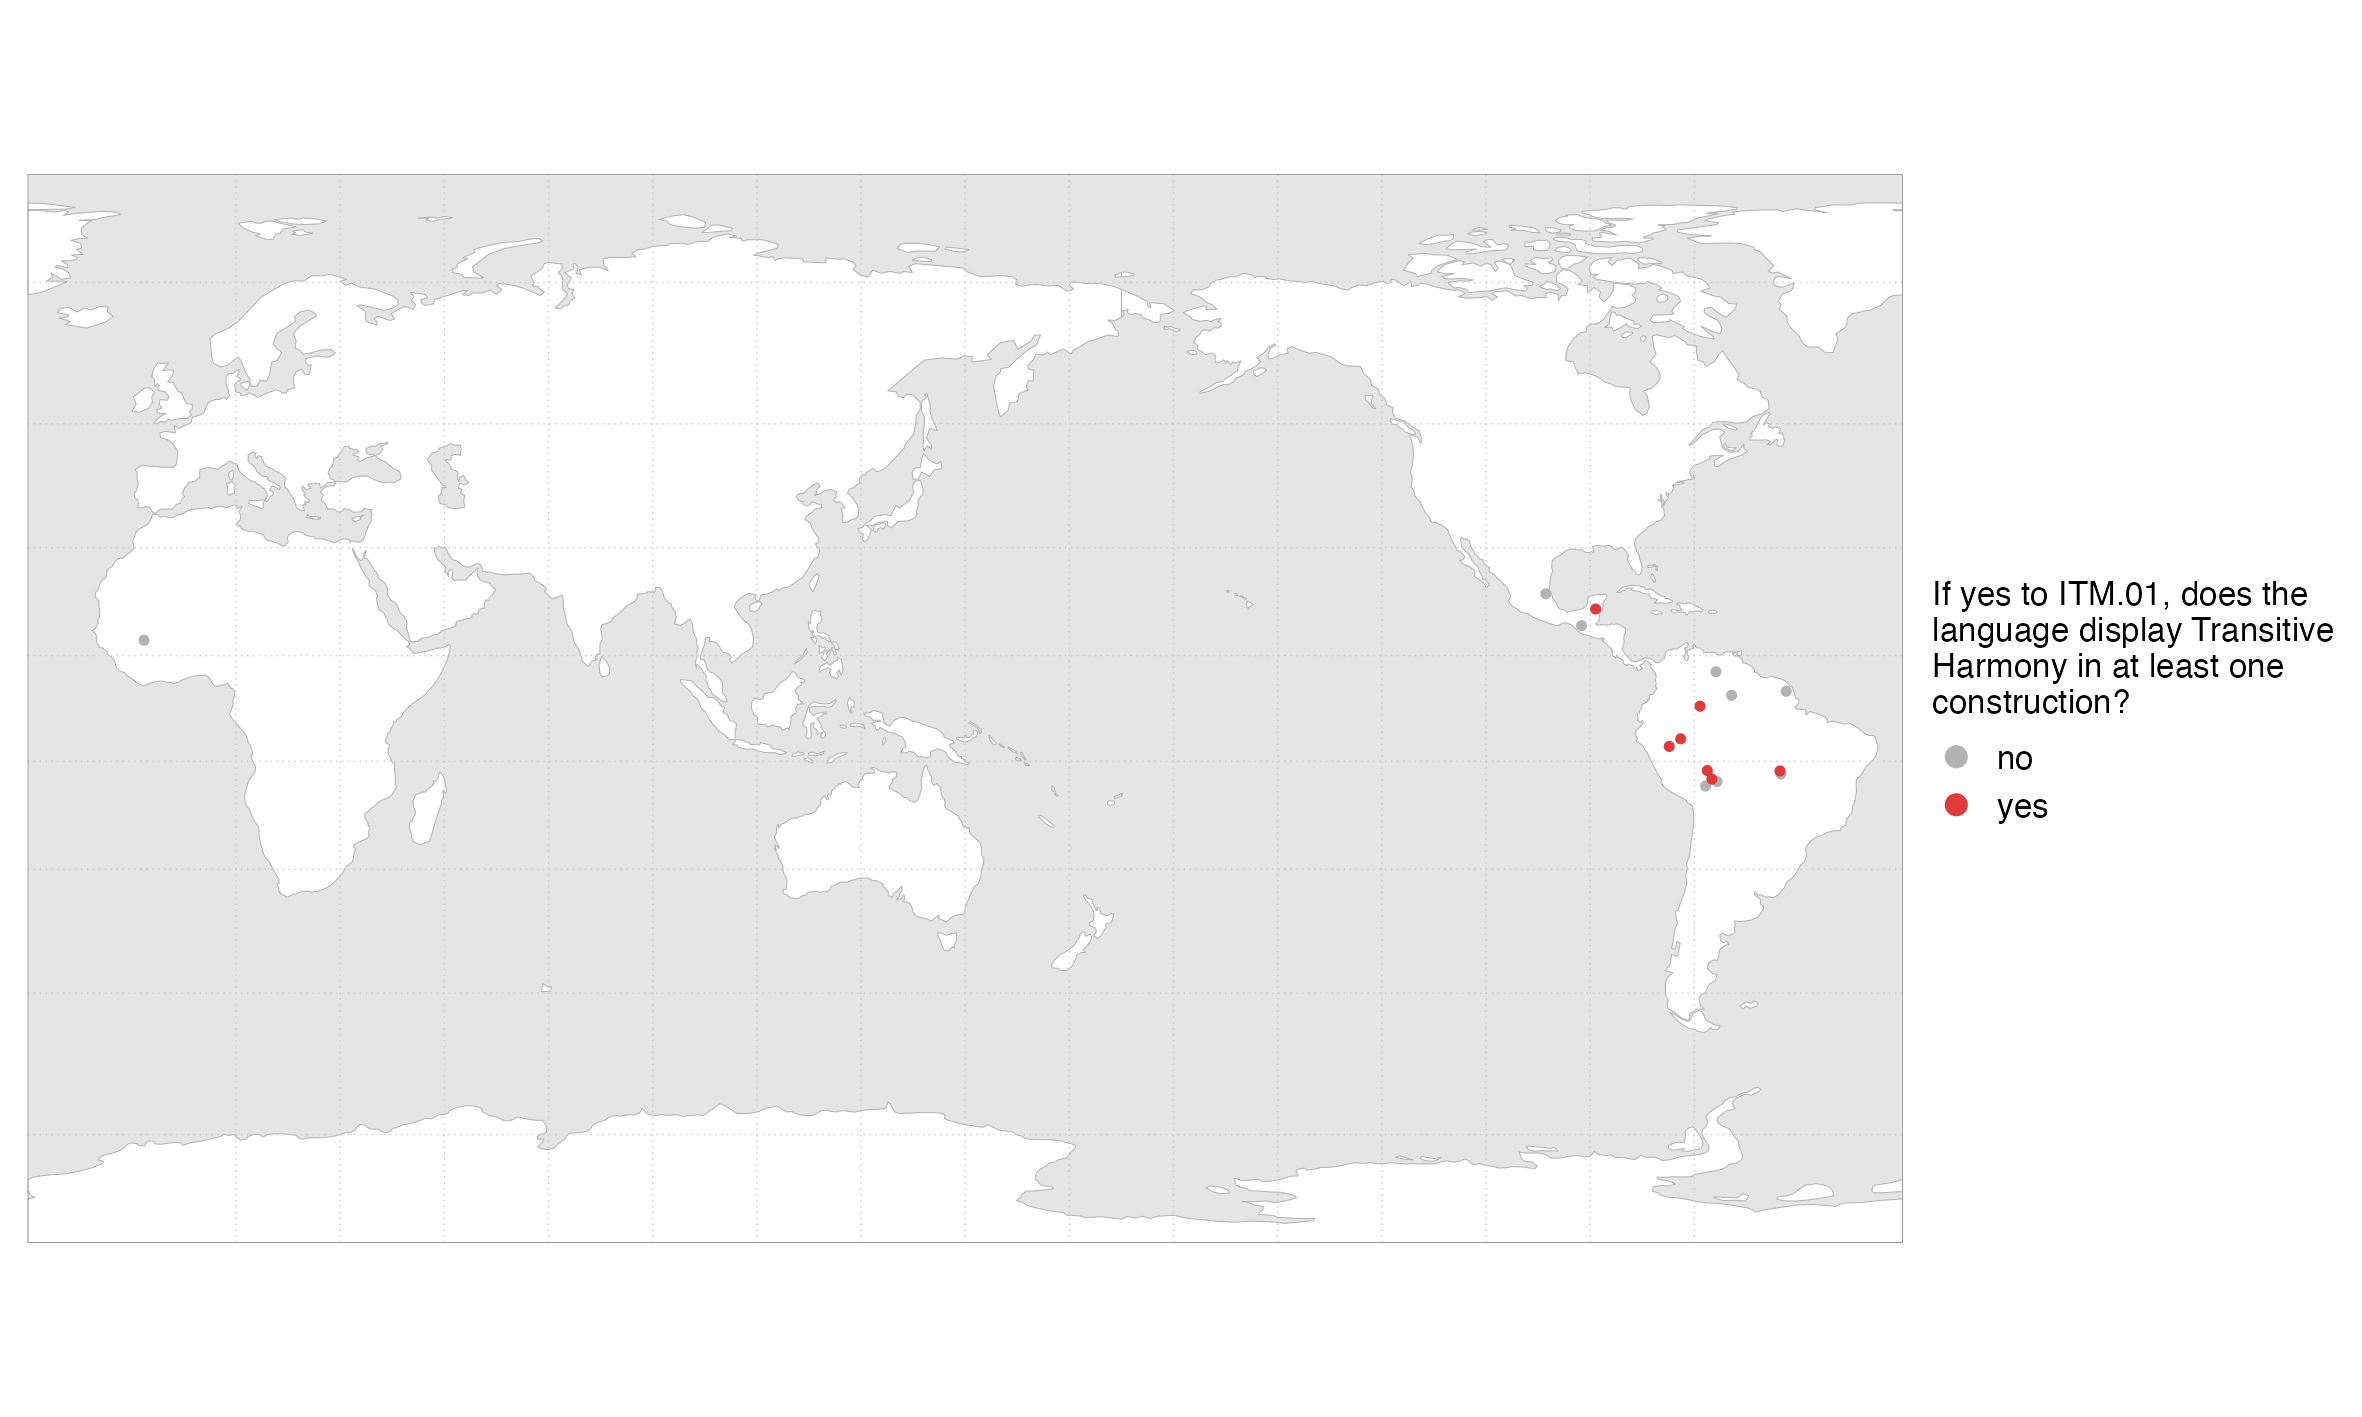 If yes to ITM.01, does the
language display Transitive
Harmony in at least one
construction?
no
yes